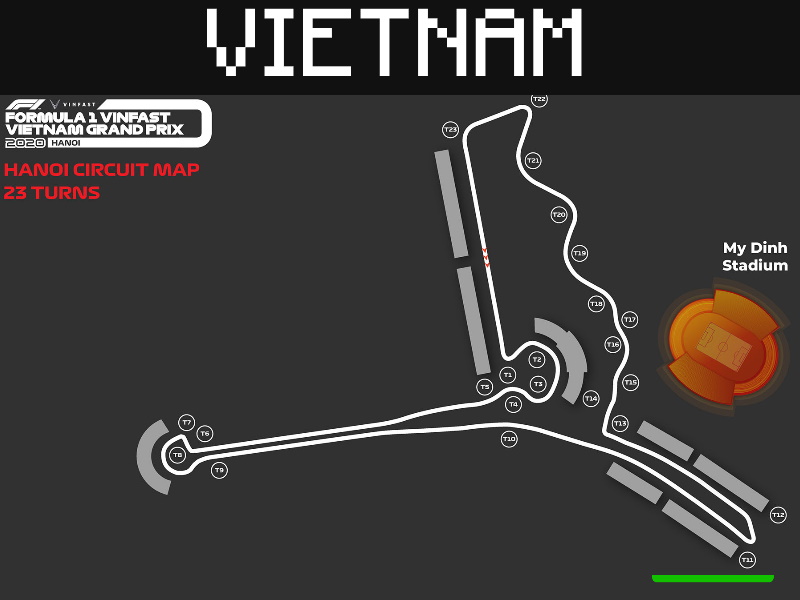 VIETNAM
F1 VINFAST
FORMULA 1 VINFAST
VIETNAM GRAND PRIX
2020 HANOI
HANOI CIRCUIT MAP
23 TURNS
T22
T23
T21
T20
T19
My Dinh
Stadium
T18
T17
T16
T2
T1
T3
T5
T15
T14
T4
T13
T7
T6
T10
T8
T9
T12
T11